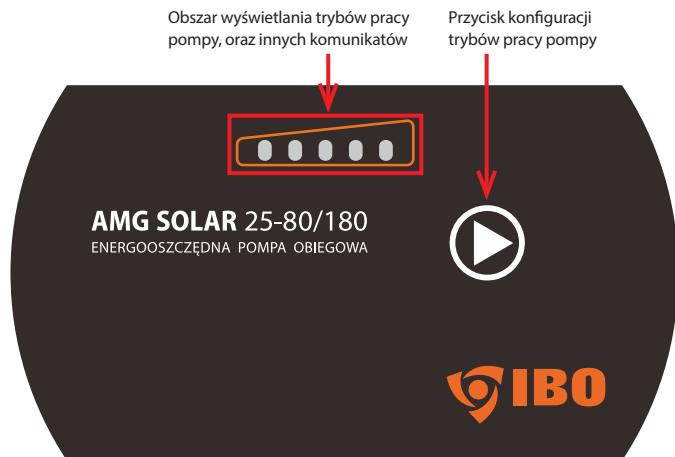 Obszar wyświetlania trybów pracy
pompy, oraz innych komunikatów
Przycisk konfiguracji
trybów pracy pompy
AMG SOLAR 25-80/180
ENERGOOSZCZĘDNA POMPA OBIEGOWA
IBO